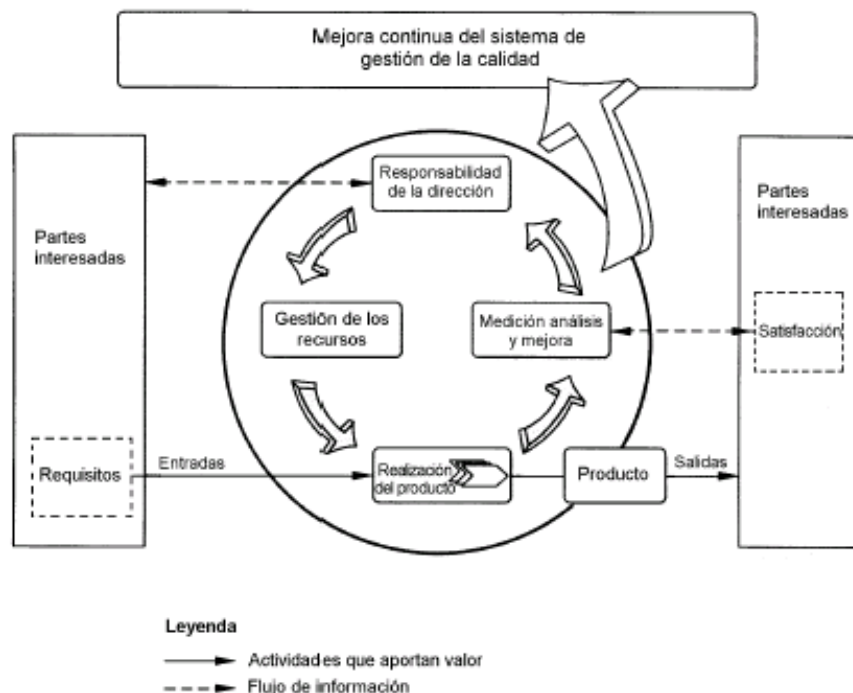 Mejora continua del sistema de
gestión de la calidad
Responsabilidad
de la dirección
Partes
interesadas
Partes
interesadas
Gestión de los
recursos
Medición análisis
y mejora
Satisfacción
Requisitos
Entradas
Realización
del producto
Producto
Salidas
Leyenda
Actividades que aportan valor
Flujo de información